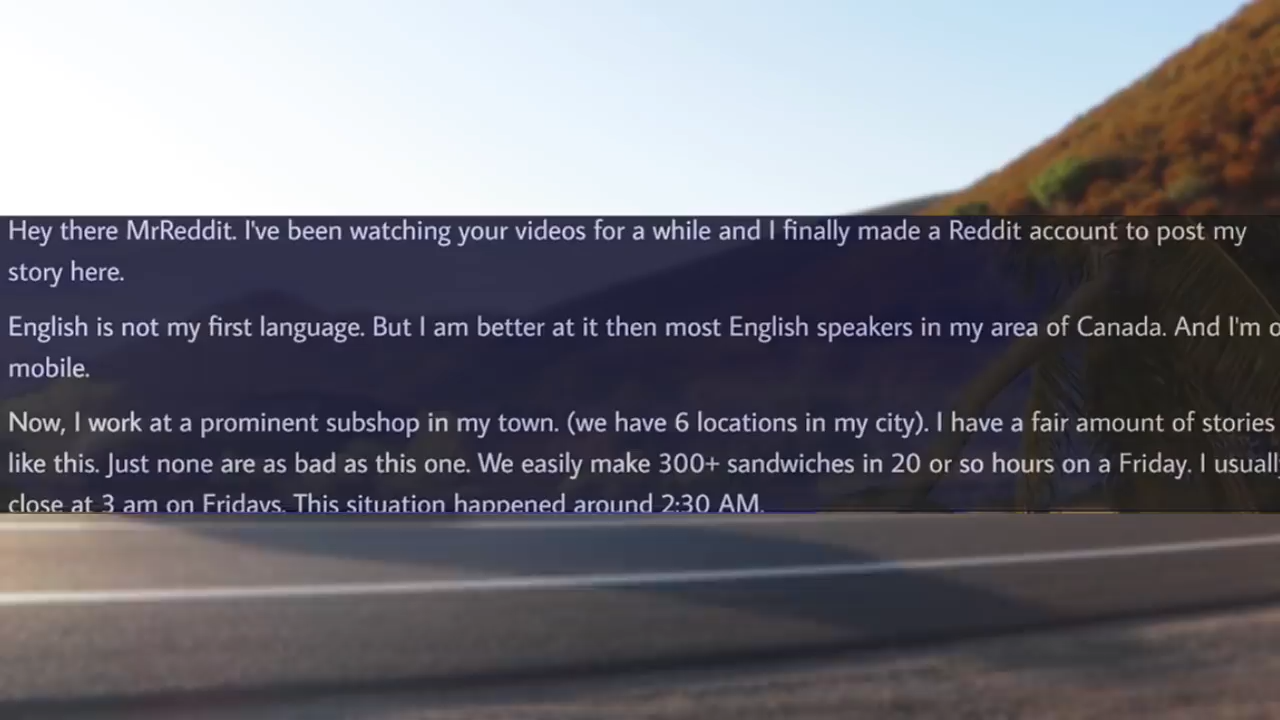 Hey there MrReddit. I've been watching your videos for a while and I finally made a Reddit account to post my
story here.
English is not my first language. But I am better at it then most English speakers in my area of Canada. And I'm
mobile.
Now, I work at a prominent subshop in my town. (we have 6 locations in my city). I have a fair amount of stories
like this. Just none are as bad as this one. We easily make 300+ sandwiches in 20 or so hours on a Friday. I
close at 3 am on Fridays. This situation happened around 2:30 AM.